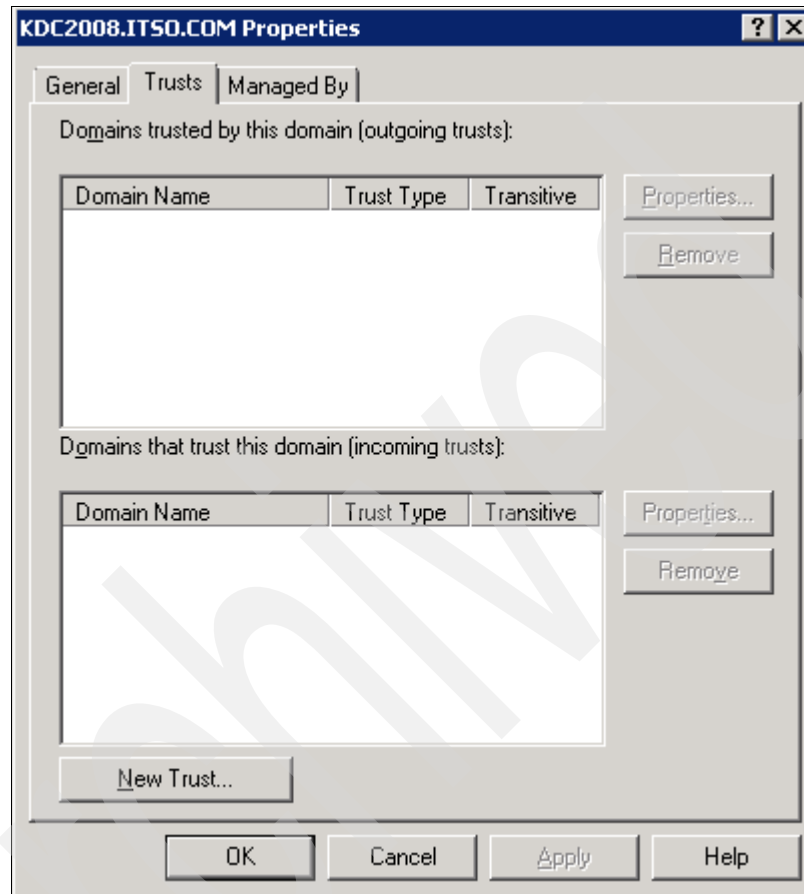 KDC2008.ITSO.COM Properties
General Trusts Managed By
Domains trusted by this domain (outgoing trusts):
Domain Name Trust Type Transitive
Properties...
Remove
Domains that trust this domain (incoming trusts):
Domain Name Trust Type Transitive
Properties...
Remove
New Trust...
OK Cancel Apply Help